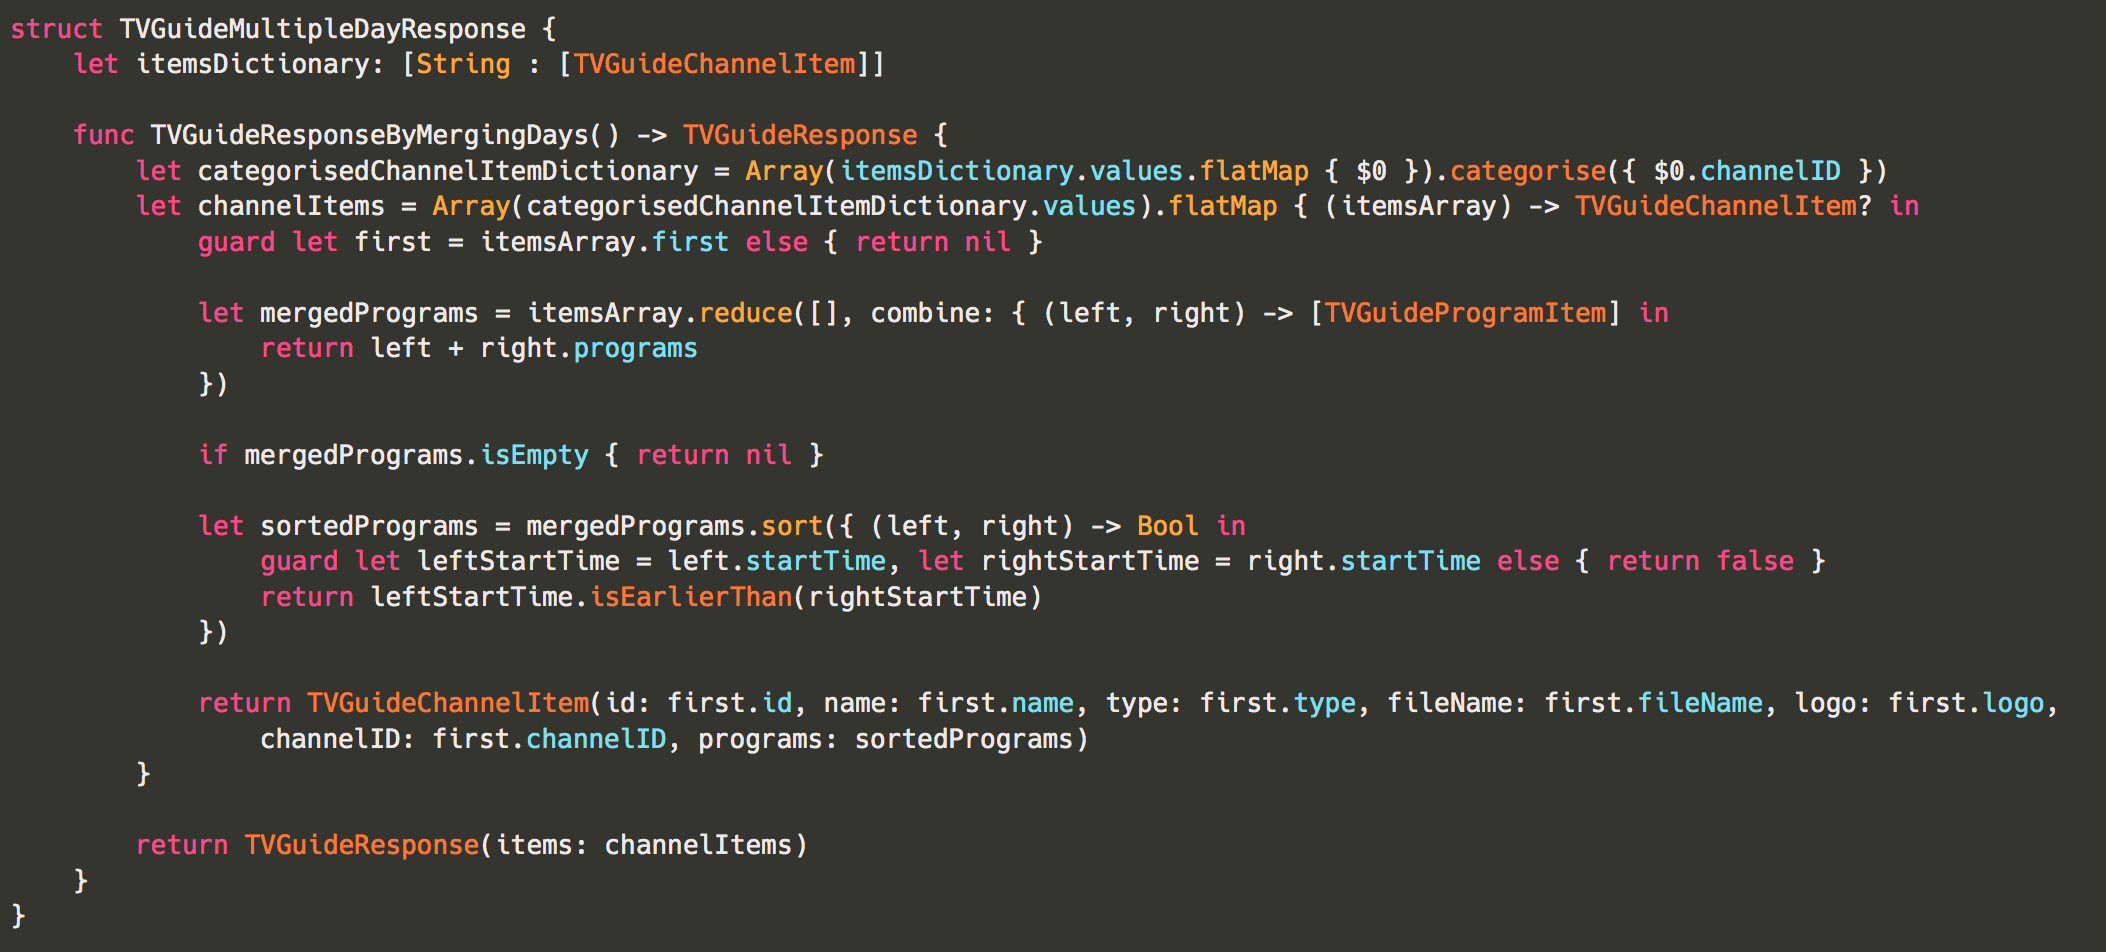 struct TVGuideMultipleDayResponse {
    let itemsDictionary: [String : [TVGuideChannelItem]]

    func TVGuideResponseByMergingDays() -> TVGuideResponse {
        let categorisedChannelItemDictionary = Array(itemsDictionary.values.flatMap { $0 }).categorise({ $0.channelID })
        let channelItems = Array(categorisedChannelItemDictionary.values).flatMap { (itemsArray) -> TVGuideChannelItem? in
            guard let first = itemsArray.first else { return nil }

            let mergedPrograms = itemsArray.reduce([], combine: { (left, right) -> [TVGuideProgramItem] in
                return left + right.programs
            })

            if mergedPrograms.isEmpty { return nil }

            let sortedPrograms = mergedPrograms.sort({ (left, right) -> Bool in
                guard let leftStartTime = left.startTime, let rightStartTime = right.startTime else { return false }
                return leftStartTime.isEarlierThan(rightStartTime)
            })

            return TVGuideChannelItem(id: first.id, name: first.name, type: first.type, fileName: first.fileName, logo: first.logo,
                channelID: first.channelID, programs: sortedPrograms)
        }

        return TVGuideResponse(items: channelItems)
    }
}